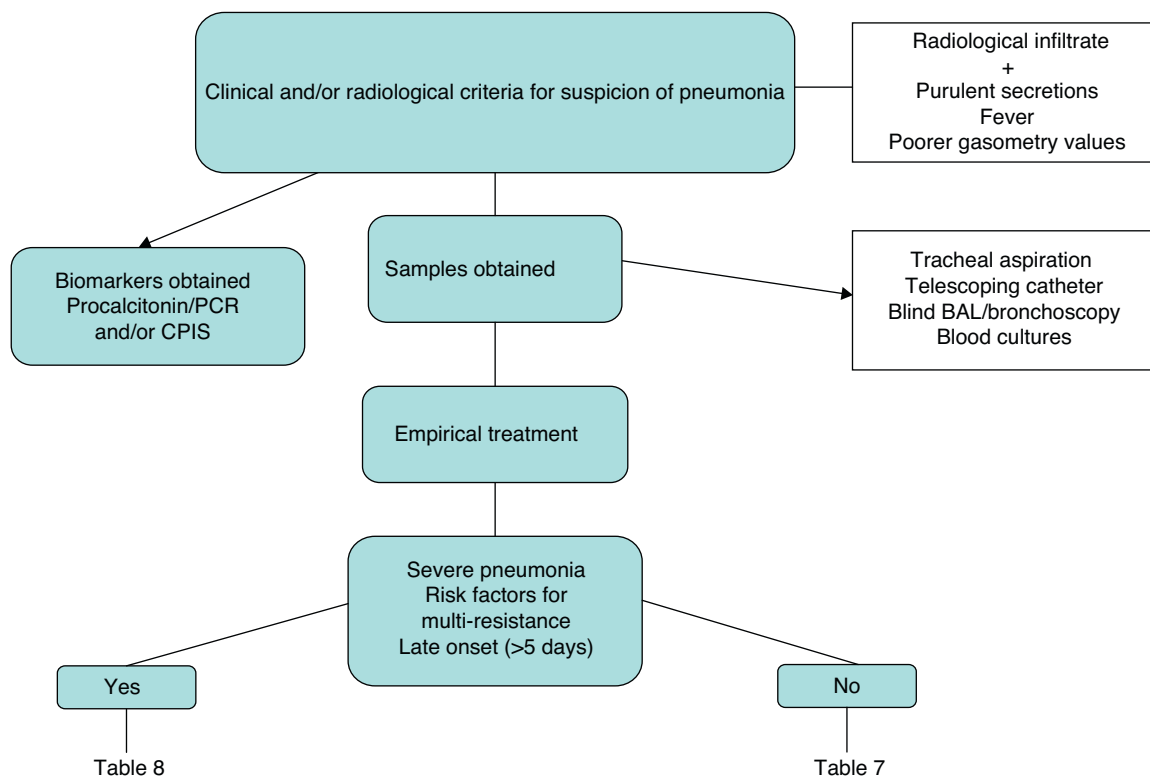 Clinical and/or radiological criteria for suspicion of pneumonia
Radiological infiltrate
+
Purulent secretions
Fever
Poorer gasometry values
Biomarkers obtained
Procalcitonin/PCR
and/or CPIS
Samples obtained
Tracheal aspiration
Telescoping catheter
Blind BAL/bronchoscopy
Blood cultures
Empirical treatment
Severe pneumonia
Risk factors for
multi-resistance
Late onset (>5 days)
Yes
No
Table 8
Table 7